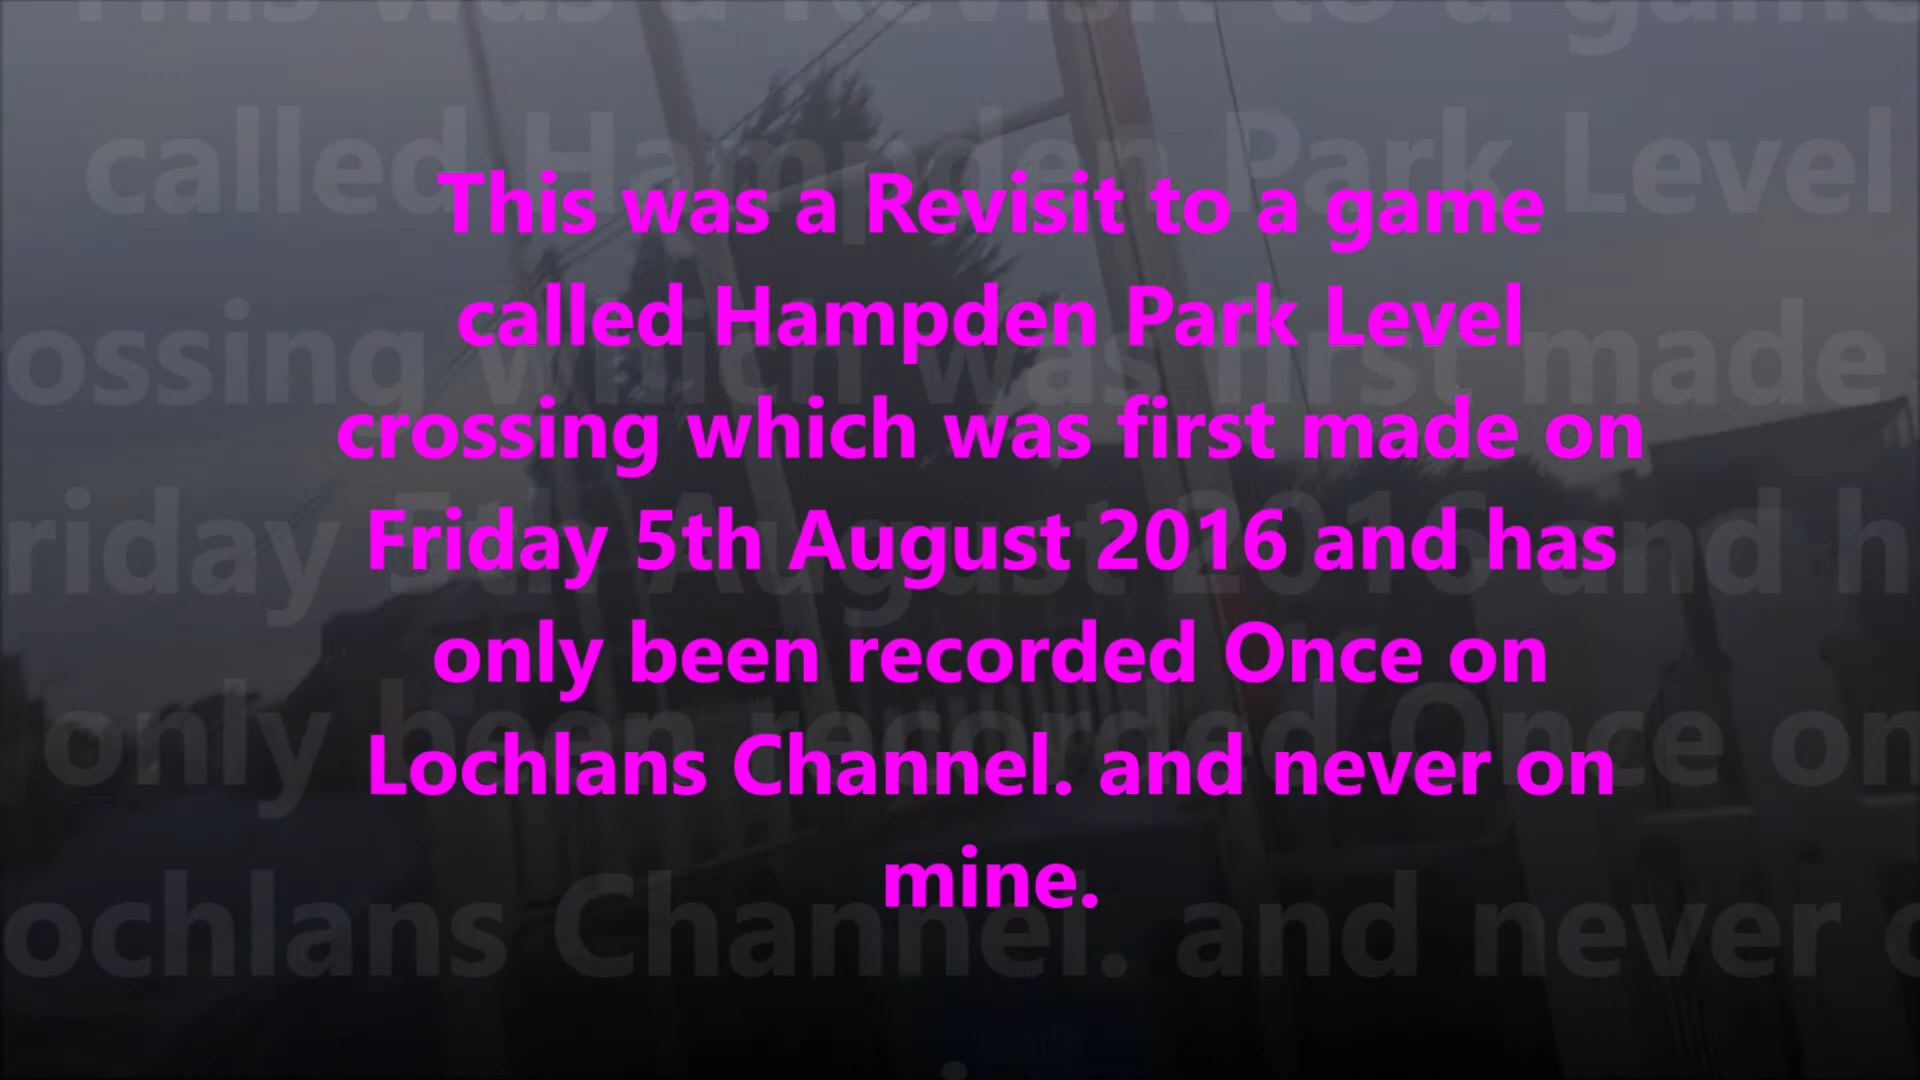 This was a Revisit to a game
called Hampden Park Level
crossing which was first made on
Friday 5th August 2016 and has
only been recorded Once on
Lochlans Channel. and never on
mine.